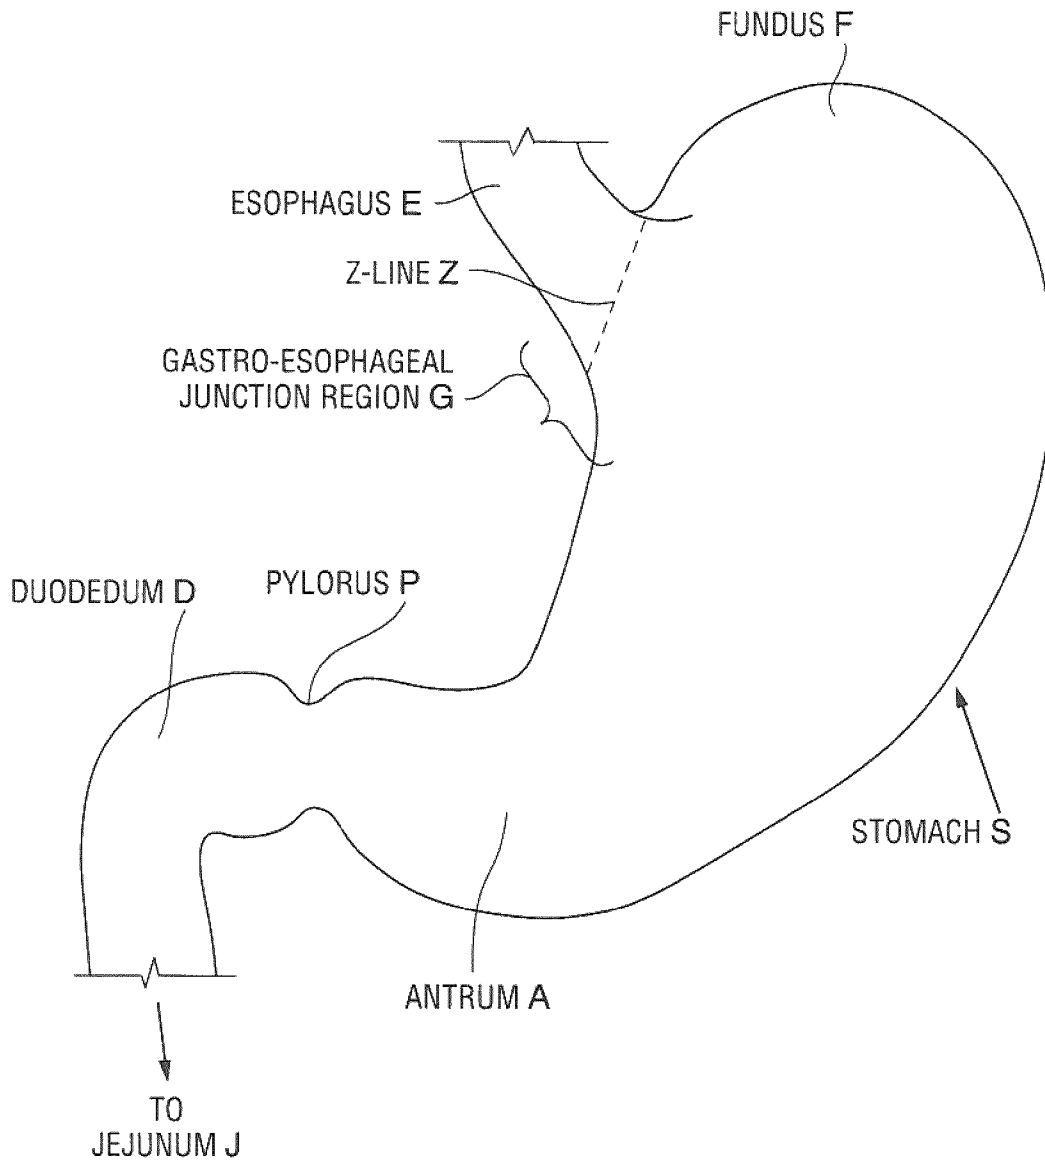 FUNDUS F
ESOPHAGUS E
Z-LINE Z
GASTRO-ESOPHAGEAL
JUNCTION REGION G
PYLORUS P
DUODEDUM D
STOMACH S
ANTRUM A
TO
JEJUNUM J